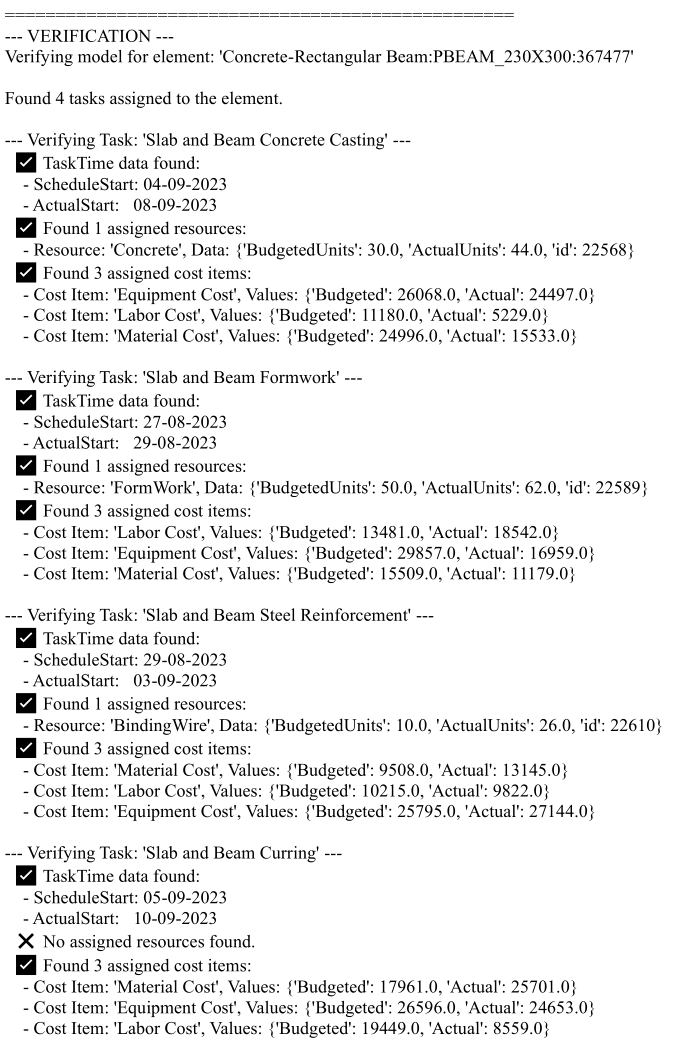 ==================================================
--- VERIFICATION ---
Verifying model for element: 'Concrete-Rectangular Beam:PBEAM_230X300:367477'
Found 4 tasks assigned to the element.
--- Verifying Task: 'Slab and Beam Concrete Casting' ---
✅ TaskTime data found:
- ScheduleStart: 04-09-2023
- ActualStart: 08-09-2023
✅ Found 1 assigned resources:
- Resource: 'Concrete', Data: {'BudgetedUnits': 30.0, 'ActualUnits': 44.0, 'id': 22568}
✅ Found 3 assigned cost items:
- Cost Item: 'Equipment Cost', Values: {'Budgeted': 26068.0, 'Actual': 24497.0}
- Cost Item: 'Labor Cost', Values: {'Budgeted': 11180.0, 'Actual': 5229.0}
- Cost Item: 'Material Cost', Values: {'Budgeted': 24996.0, 'Actual': 15533.0}
--- Verifying Task: 'Slab and Beam Formwork' ---
✅ TaskTime data found:
- ScheduleStart: 27-08-2023
- ActualStart: 29-08-2023
✅ Found 1 assigned resources:
- Resource: 'FormWork', Data: {'BudgetedUnits': 50.0, 'ActualUnits': 62.0, 'id': 22589}
✅ Found 3 assigned cost items:
- Cost Item: 'Labor Cost', Values: {'Budgeted': 13481.0, 'Actual': 18542.0}
- Cost Item: 'Equipment Cost', Values: {'Budgeted': 29857.0, 'Actual': 16959.0}
- Cost Item: 'Material Cost', Values: {'Budgeted': 15509.0, 'Actual': 11179.0}
--- Verifying Task: 'Slab and Beam Steel Reinforcement' ---
✅ TaskTime data found:
- ScheduleStart: 29-08-2023
- ActualStart: 03-09-2023
✅ Found 1 assigned resources:
- Resource: 'BindingWire', Data: {'BudgetedUnits': 10.0, 'ActualUnits': 26.0, 'id': 22610}
✅ Found 3 assigned cost items:
- Cost Item: 'Material Cost', Values: {'Budgeted': 9508.0, 'Actual': 13145.0}
- Cost Item: 'Labor Cost', Values: {'Budgeted': 10215.0, 'Actual': 9822.0}
- Cost Item: 'Equipment Cost', Values: {'Budgeted': 25795.0, 'Actual': 27144.0}
--- Verifying Task: 'Slab and Beam Curring' ---
✅ TaskTime data found:
- ScheduleStart: 05-09-2023
- ActualStart: 10-09-2023
❌ No assigned resources found.
✅ Found 3 assigned cost items:
- Cost Item: 'Material Cost', Values: {'Budgeted': 17961.0, 'Actual': 25701.0}
- Cost Item: 'Equipment Cost', Values: {'Budgeted': 26596.0, 'Actual': 24653.0}
- Cost Item: 'Labor Cost', Values: {'Budgeted': 19449.0, 'Actual': 8559.0}